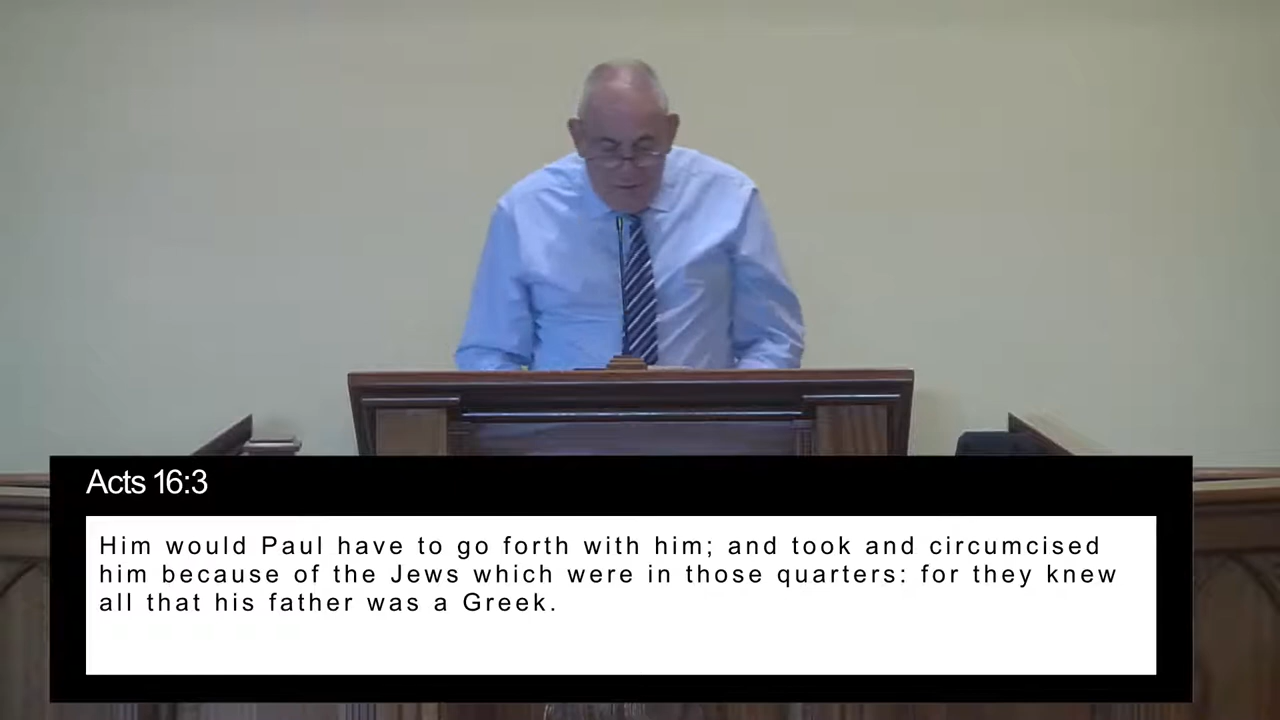 Acts 16:3
Him would Paul have to go forth with him; and took and circumcised
him because of the Jews which were in those quarters: for they knew
all that his father was a Greek.